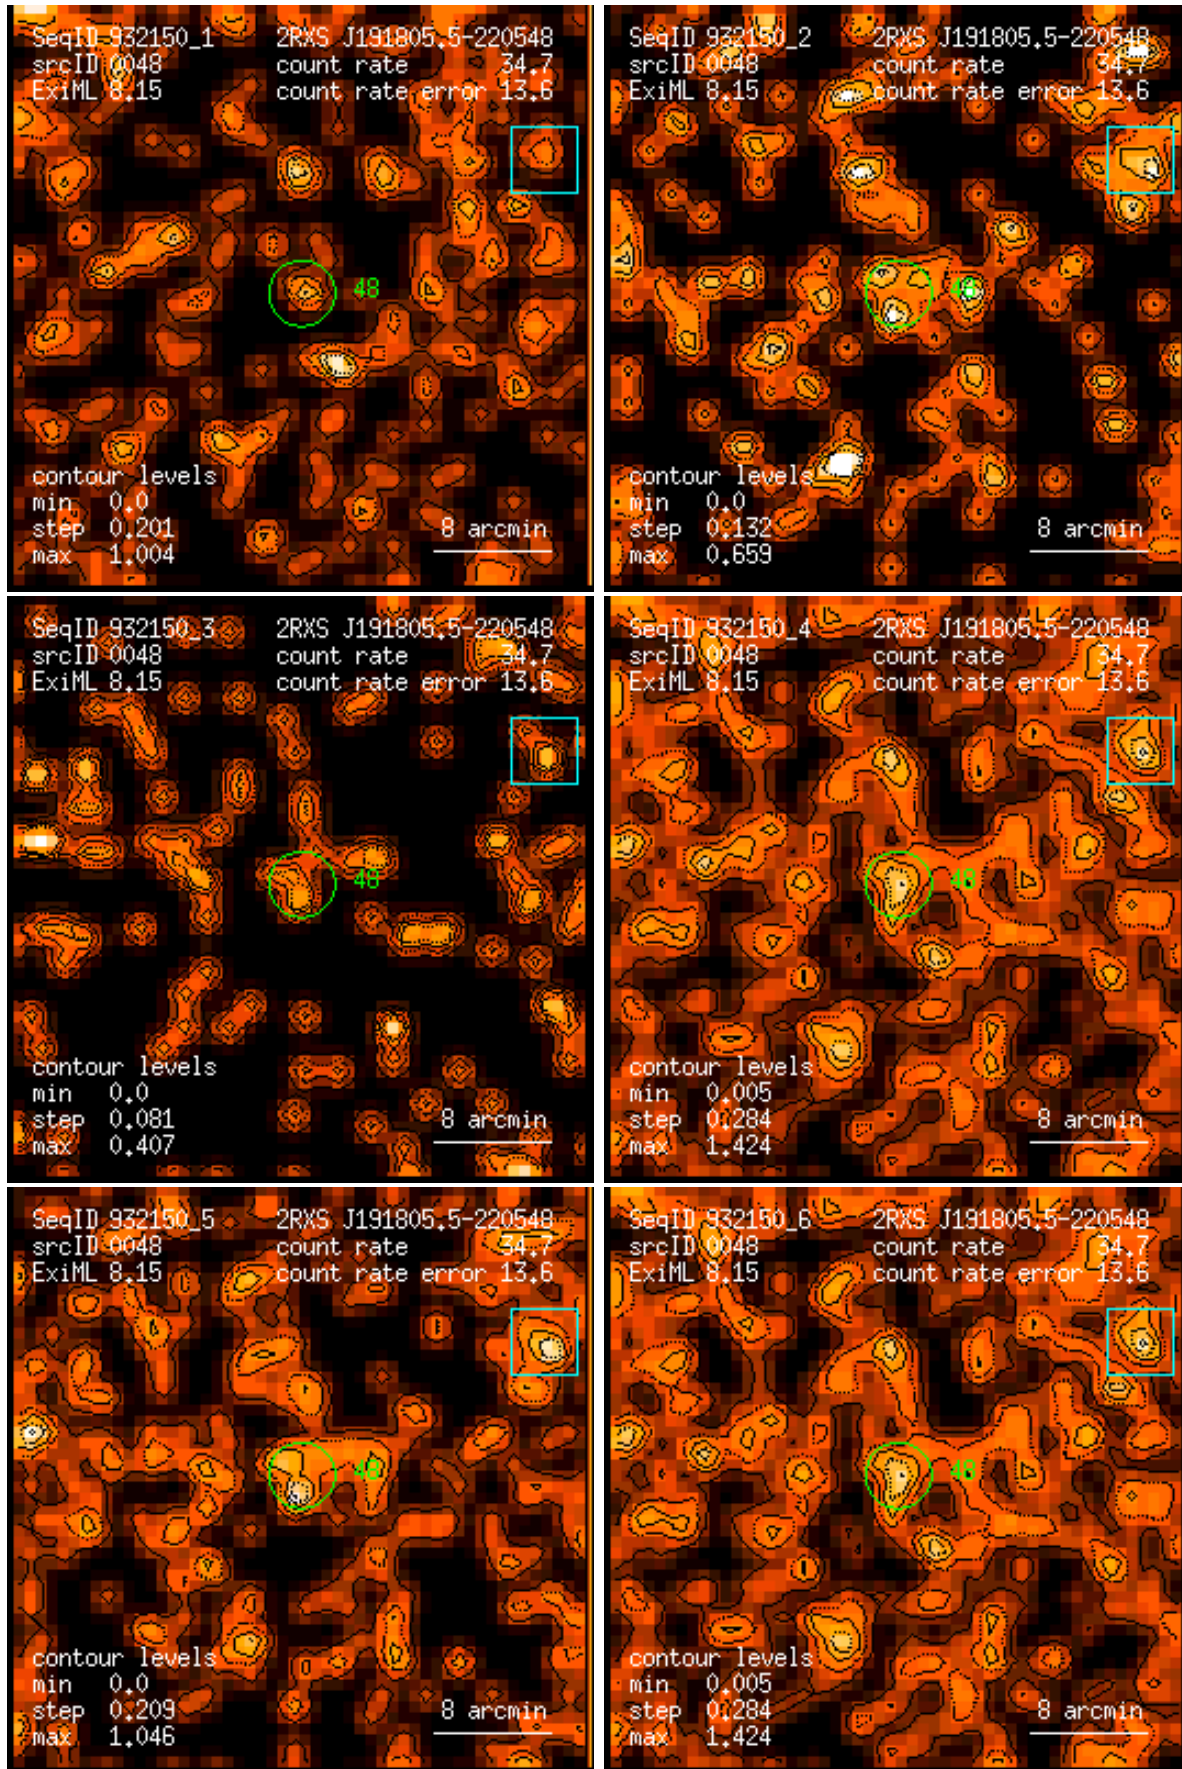 SeqID 932150_1 2RXS J191805.5-220548
srcID 0048 count rate 34.7
ExiML 8.15 count rate error 13.6
48
contour levels
min 0.0
step 0.201 8 arcmin
max 1.004
SeqID 932150_2 2RXS J191805.5-220548
srcID 0048 count rate 34.7
ExiML 8.15 count rate error 13.6
48
contour levels
min 0.0
step 0.132 8 arcmin
max 0.659
SeqID 932150_3 2RXS J191805.5-220548
srcID 0048 count rate 34.7
ExiML 8.15 count rate error 13.6
48
contour levels
min 0.0
step 0.081 8 arcmin
max 0.407
SeqID 932150_4 2RXS J191805.5-220548
srcID 0048 count rate 34.7
ExiML 8.15 count rate error 13.6
48
contour levels
min 0.005
step 0.284 8 arcmin
max 1.424
SeqID 932150_5 2RXS J191805.5-220548
srcID 0048 count rate 34.7
ExiML 8.15 count rate error 13.6
48
contour levels
min 0.0
step 0.209 8 arcmin
max 1.046
SeqID 932150_6 2RXS J191805.5-220548
srcID 0048 count rate 34.7
ExiML 8.15 count rate error 13.6
48
contour levels
min 0.005
step 0.284 8 arcmin
max 1.424